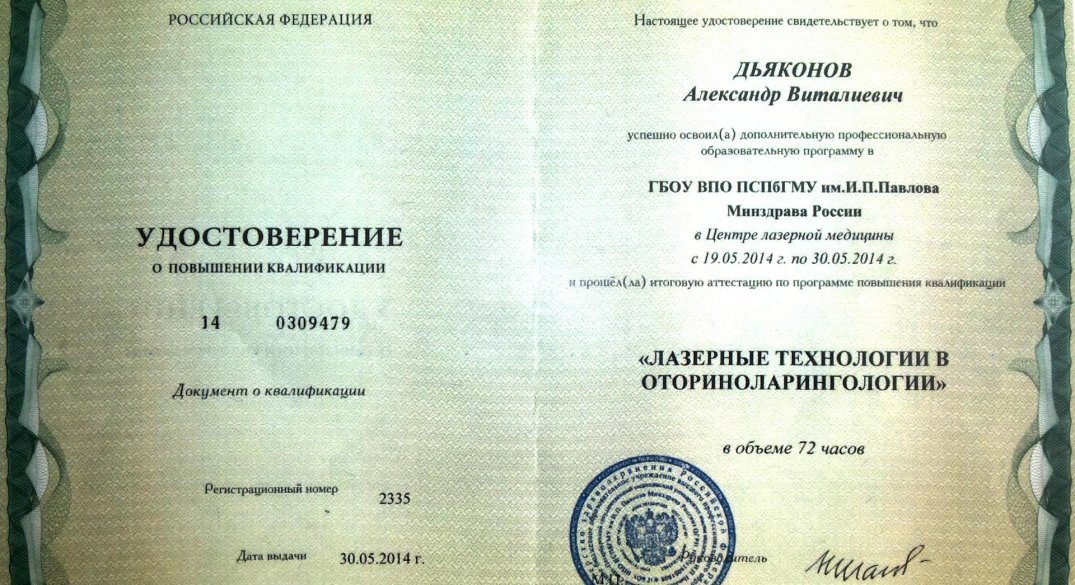 РОССИЙСКАЯ ФЕДЕРАЦИЯ
УДОСТОВЕРЕНИЕ
О ПОВЫШЕНИИ КВАЛИФИКАЦИИ
14 0309479
Документ о квалификации
Регистрационный номер 2335
Дата выдачи 30.05.2014 г.
Настоящее удостоверение свидетельствует о том, что
ДЬЯКОНОВ
Александр Виталиевич
успешно освоил(а) дополнительную профессиональную
образовательную программу в
ГБОУ ВПО ПСПбГМУ им.И.П.Павлова
Минздрава России
в Центре лазерной медицины
с 19.05.2014 г. по 30.05.2014 г.
и прошёл(ла) итоговую аттестацию по программе повышения квалификации
«ЛАЗЕРНЫЕ ТЕХНОЛОГИИ В
ОТОРИНОЛАРИНГОЛОГИИ»
в объеме 72 часов
Руководитель
М.П.